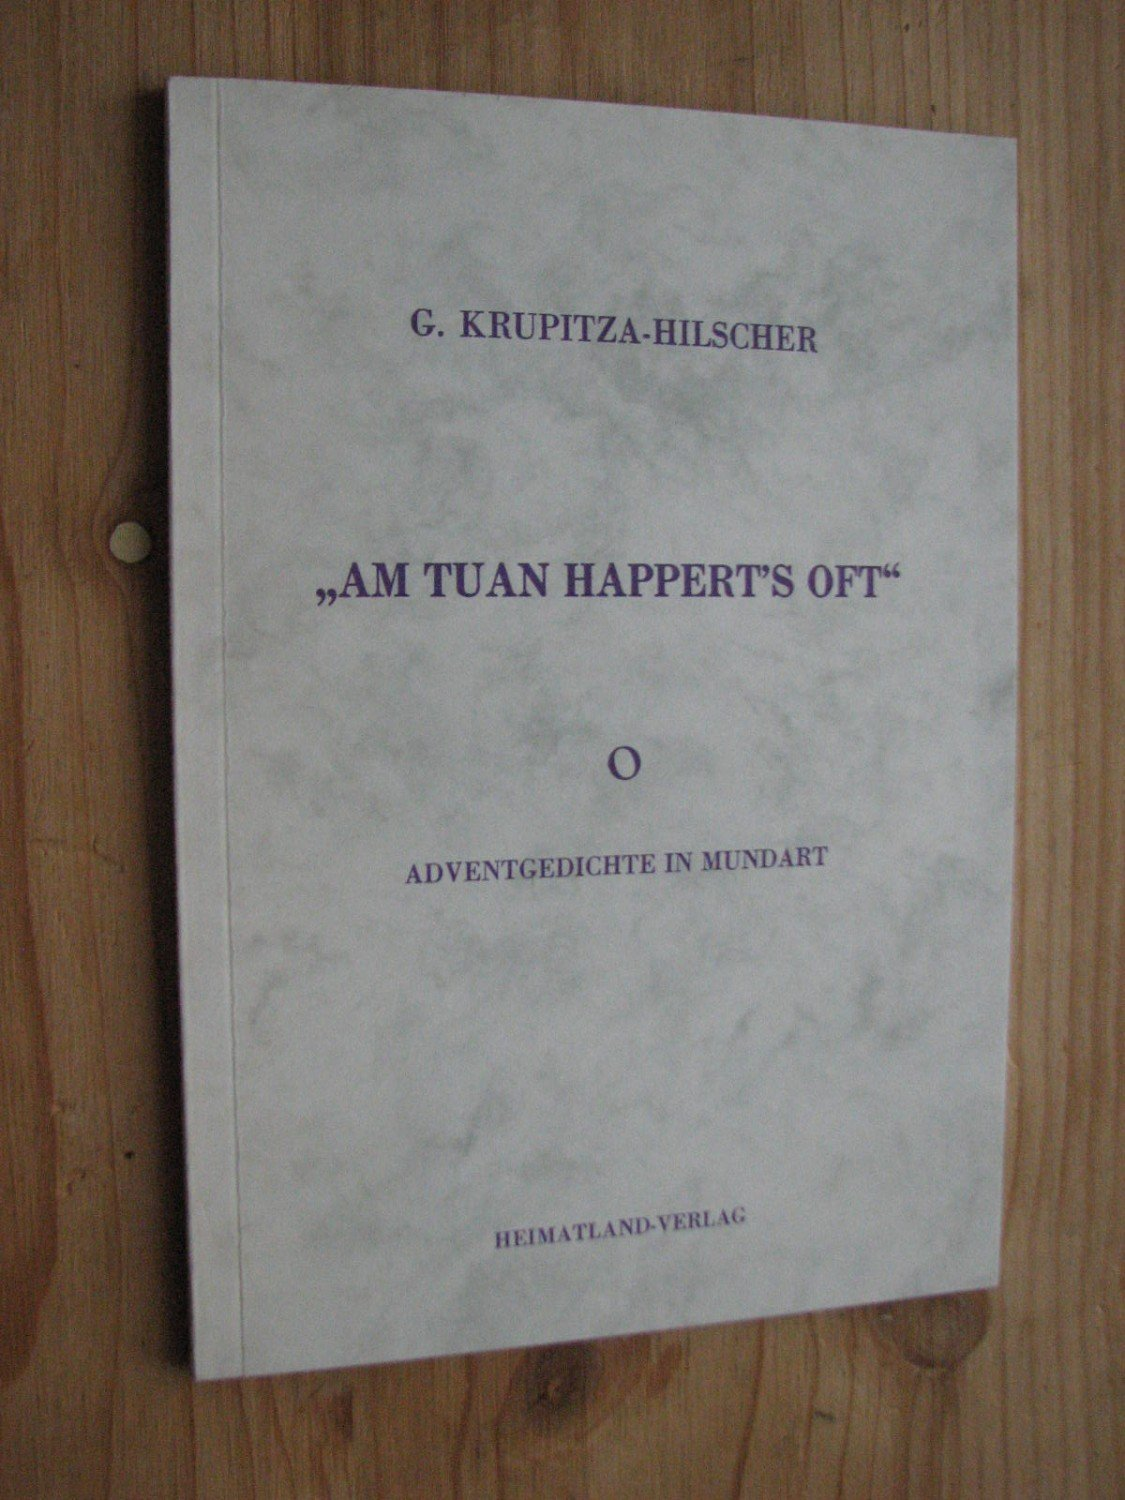 G. KRUPITZA-HILSCHER
„AM TUAN HAPPERT'S OFT“
O
ADVENTGEDICHTE IN MUNDART
HEIMATLAND-VERLAG